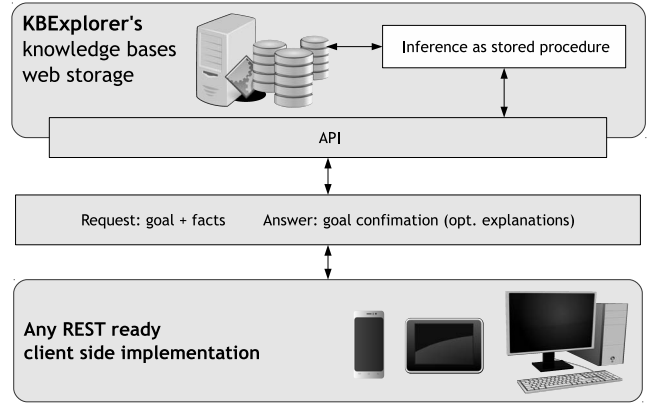 KBExplorer's
knowledge bases
web storage
Inference as stored procedure
API
Request: goal + facts Answer: goal confimation (opt. explanations)
Any REST ready
client side implementation